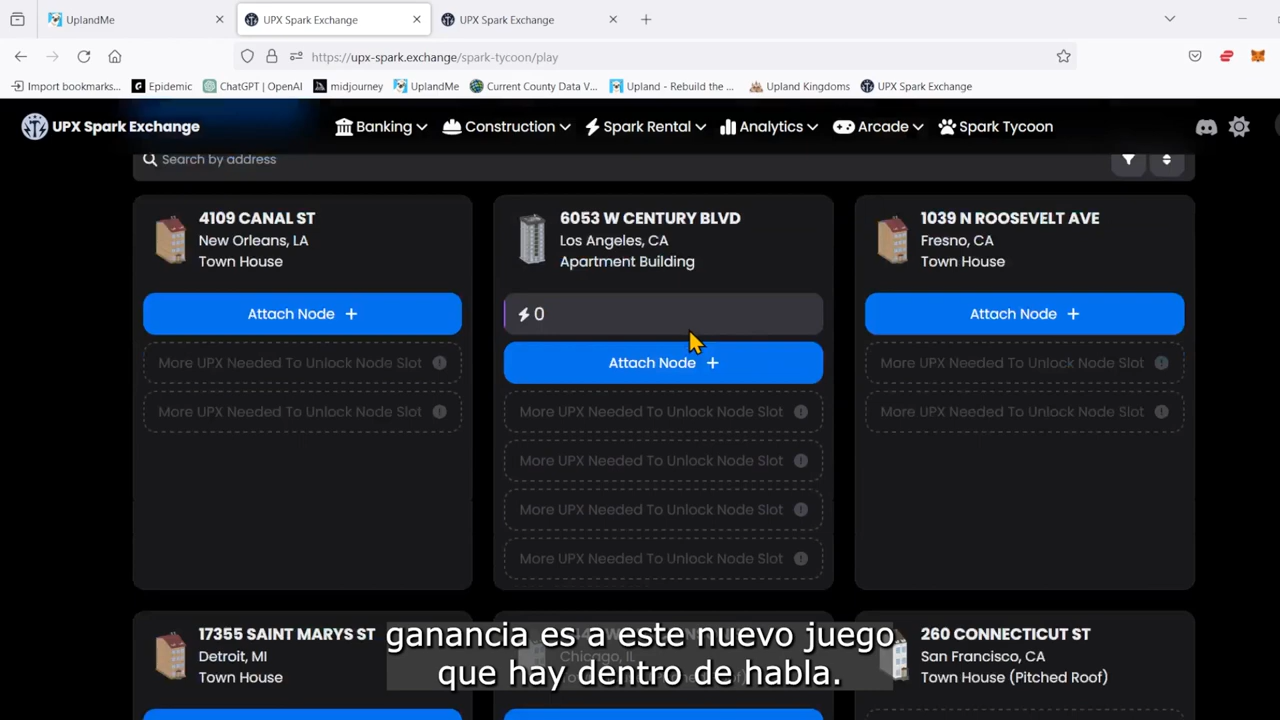 UplandMe
UPX Spark Exchange
UPX Spark Exchange
https://upx-spark.exchange/spark-tycoon/play
Import bookmarks...
Epidemic
ChatGPT | OpenAI
midjourney
UplandMe
Current County Data V...
Upland - Rebuild the ...
Upland Kingdoms
UPX Spark Exchange
UPX Spark Exchange
Banking
Construction
Spark Rental
Analytics
Arcade
Spark Tycoon
Search by address
4109 CANAL ST
New Orleans, LA
Town House
Attach Node +
More UPX Needed To Unlock Node Slot
More UPX Needed To Unlock Node Slot
6053 W CENTURY BLVD
Los Angeles, CA
Apartment Building
0
Attach Node +
More UPX Needed To Unlock Node Slot
More UPX Needed To Unlock Node Slot
More UPX Needed To Unlock Node Slot
More UPX Needed To Unlock Node Slot
1039 N ROOSEVELT AVE
Fresno, CA
Town House
Attach Node +
More UPX Needed To Unlock Node Slot
More UPX Needed To Unlock Node Slot
17355 SAINT MARYS ST
Detroit, MI
Town House
Chicago, IL
260 CONNECTICUT ST
San Francisco, CA
Town House (Pitched Roof)
ganancia es a este nuevo juego
que hay dentro de habla.